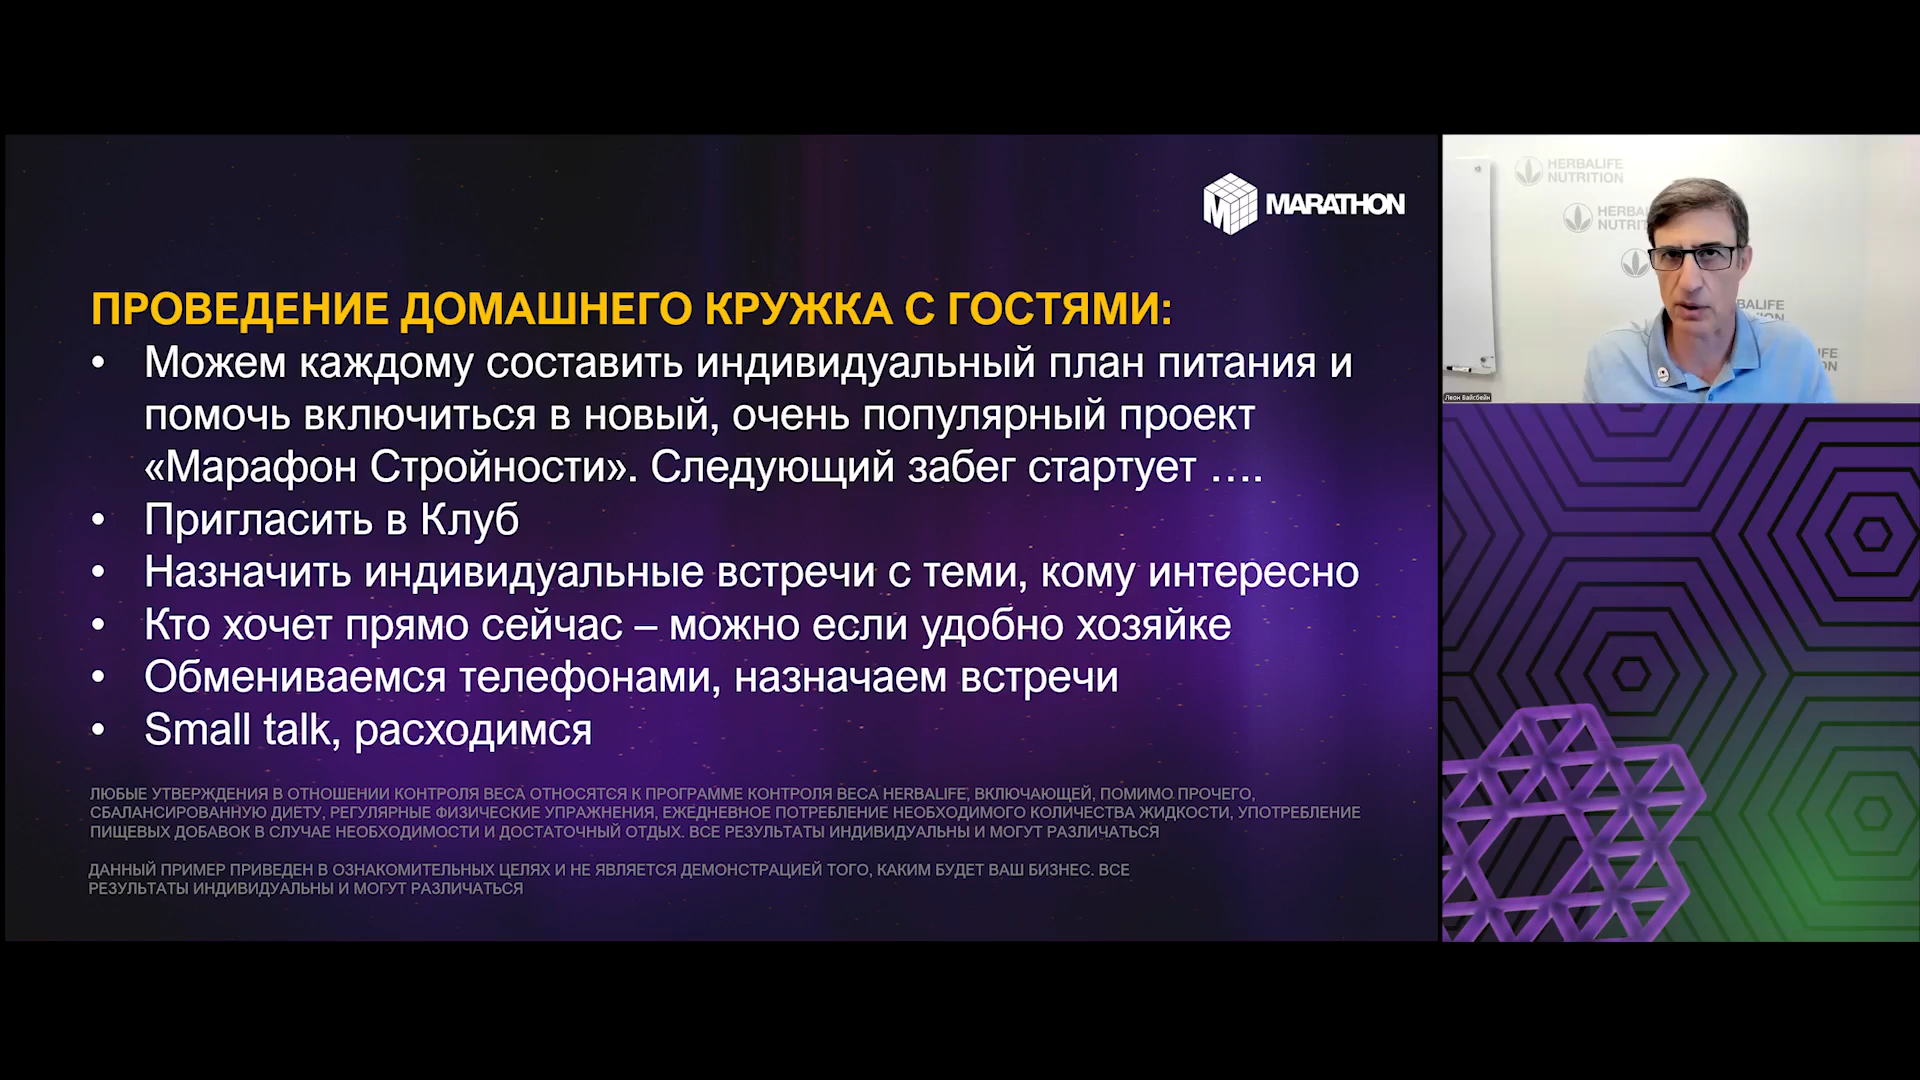 MARATHON
ПРОВЕДЕНИЕ ДОМАШНЕГО КРУЖКА С ГОСТЯМИ:
• Можем каждому составить индивидуальный план питания и
помочь включиться в новый, очень популярный проект
«Марафон Стройности». Следующий забег стартует ….
• Пригласить в Клуб
• Назначить индивидуальные встречи с теми, кому интересно
• Кто хочет прямо сейчас – можно если удобно хозяйке
• Обмениваемся телефонами, назначаем встречи
• Small talk, расходимся
ЛЮБЫЕ УТВЕРЖДЕНИЯ В ОТНОШЕНИИ КОНТРОЛЯ ВЕСА ОТНОСЯТСЯ К ПРОГРАММЕ КОНТРОЛЯ ВЕСА HERBALIFE, ВКЛЮЧАЮЩЕЙ, ПОМИМО ПРОЧЕГО,
СБАЛАНСИРОВАННУЮ ДИЕТУ, РЕГУЛЯРНЫЕ ФИЗИЧЕСКИЕ УПРАЖНЕНИЯ, ЕЖЕДНЕВНОЕ ПОТРЕБЛЕНИЕ НЕОБХОДИМОГО КОЛИЧЕСТВА ЖИДКОСТИ, УПОТРЕБЛЕНИЕ
ПИЩЕВЫХ ДОБАВОК В СЛУЧАЕ НЕОБХОДИМОСТИ И ДОСТАТОЧНЫЙ ОТДЫХ. ВСЕ РЕЗУЛЬТАТЫ ИНДИВИДУАЛЬНЫ И МОГУТ РАЗЛИЧАТЬСЯ
ДАННЫЙ ПРИМЕР ПРИВЕДЕН В ОЗНАКОМИТЕЛЬНЫХ ЦЕЛЯХ И НЕ ЯВЛЯЕТСЯ ДЕМОНСТРАЦИЕЙ ТОГО, КАКИМ БУДЕТ ВАШ БИЗНЕС. ВСЕ
РЕЗУЛЬТАТЫ ИНДИВИДУАЛЬНЫ И МОГУТ РАЗЛИЧАТЬСЯ
HERBALIFE
NUTRITION
Леон Вайсбейн